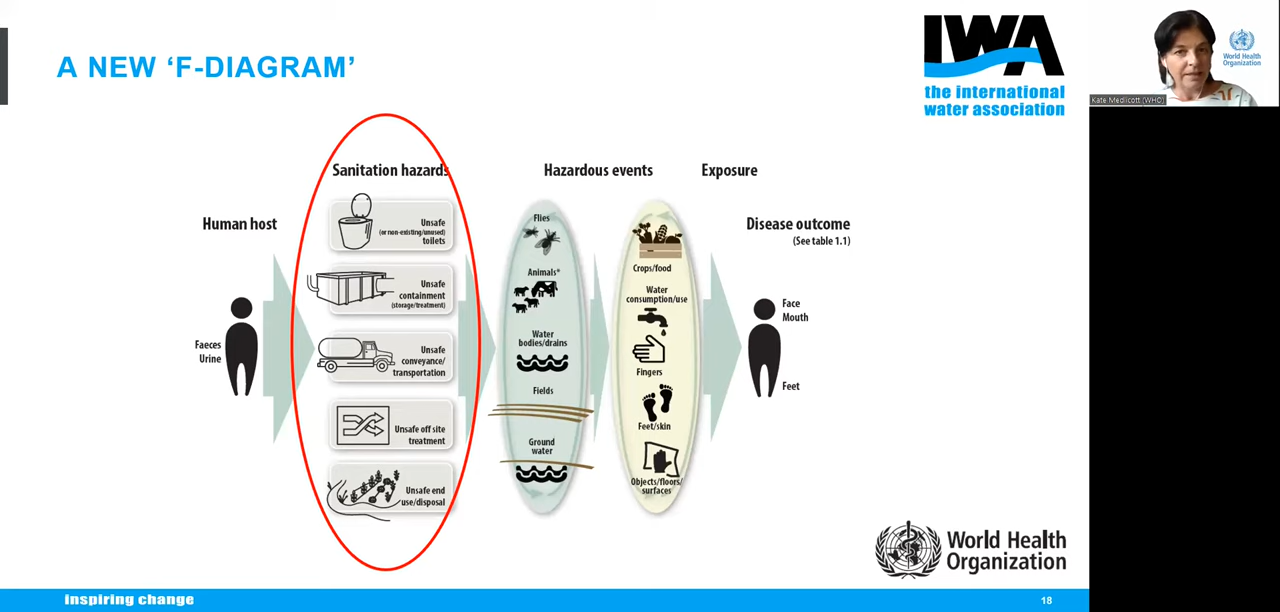 A NEW ‘F-DIAGRAM’
IWA
the international
water association
World Health
Organization
Kate Medlicott (WHO)
Sanitation hazards
Hazardous events
Exposure
Human host
Disease outcome
(See table 1.1)
Faeces
Urine
Unsafe
(or non-existing/unused)
toilets
Unsafe
containment
(storage/treatment)
Unsafe
conveyance/
transportation
Unsafe off site
treatment
Unsafe end
use/disposal
Flies
Animals*
Water
bodies/drains
Fields
Ground
water
Crops/food
Water
consumption/use
Fingers
Feet/skin
Objects/floors/
surfaces
Face
Mouth
Feet
World Health
Organization
inspiring change
18